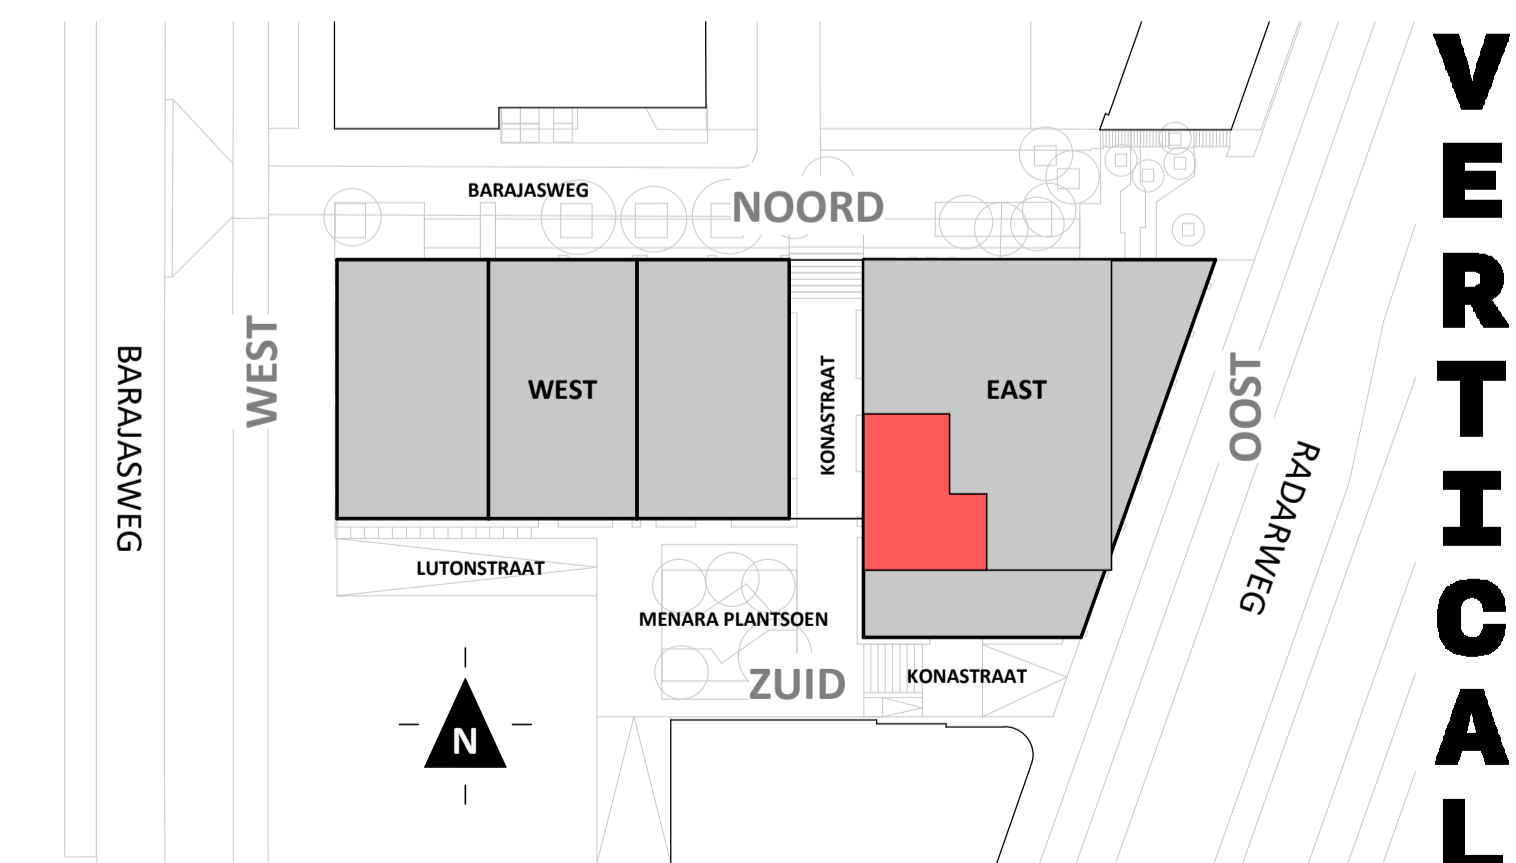 BARAJASWEG
NOORD
WEST
BARAJASWEG
WEST
KONASTRAAT
EAST
OOST
RADARWEG
LUTONSTRAAT
MENARA PLANTSOEN
ZUID
KONASTRAAT
N
VERTICAL